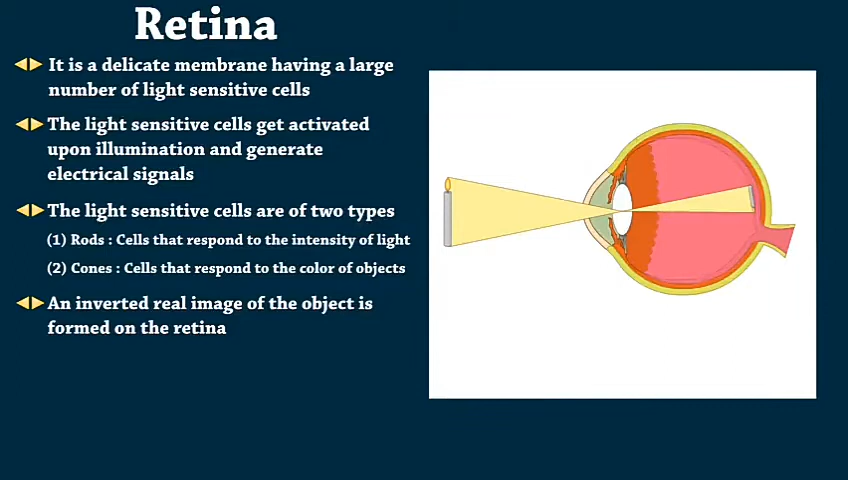 Retina
It is a delicate membrane having a large
number of light sensitive cells
The light sensitive cells get activated
upon illumination and generate
electrical signals
The light sensitive cells are of two types
(1) Rods : Cells that respond to the intensity of light
(2) Cones : Cells that respond to the color of objects
An inverted real image of the object is
formed on the retina